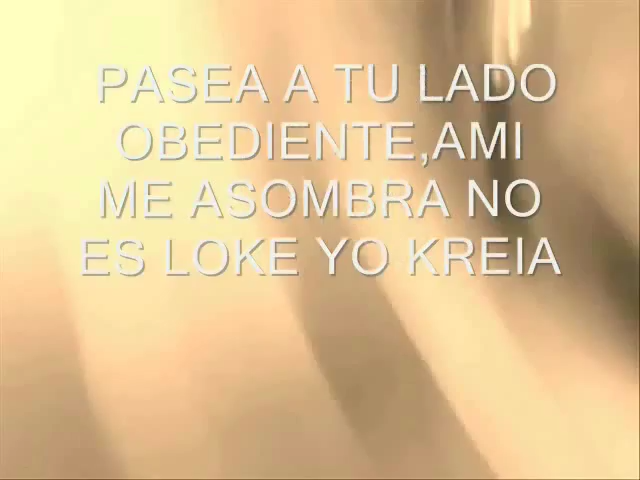 PASEA A TU LADO
OBEDIENTE,AMI
ME ASOMBRA NO
ES LOKE YO KREIA